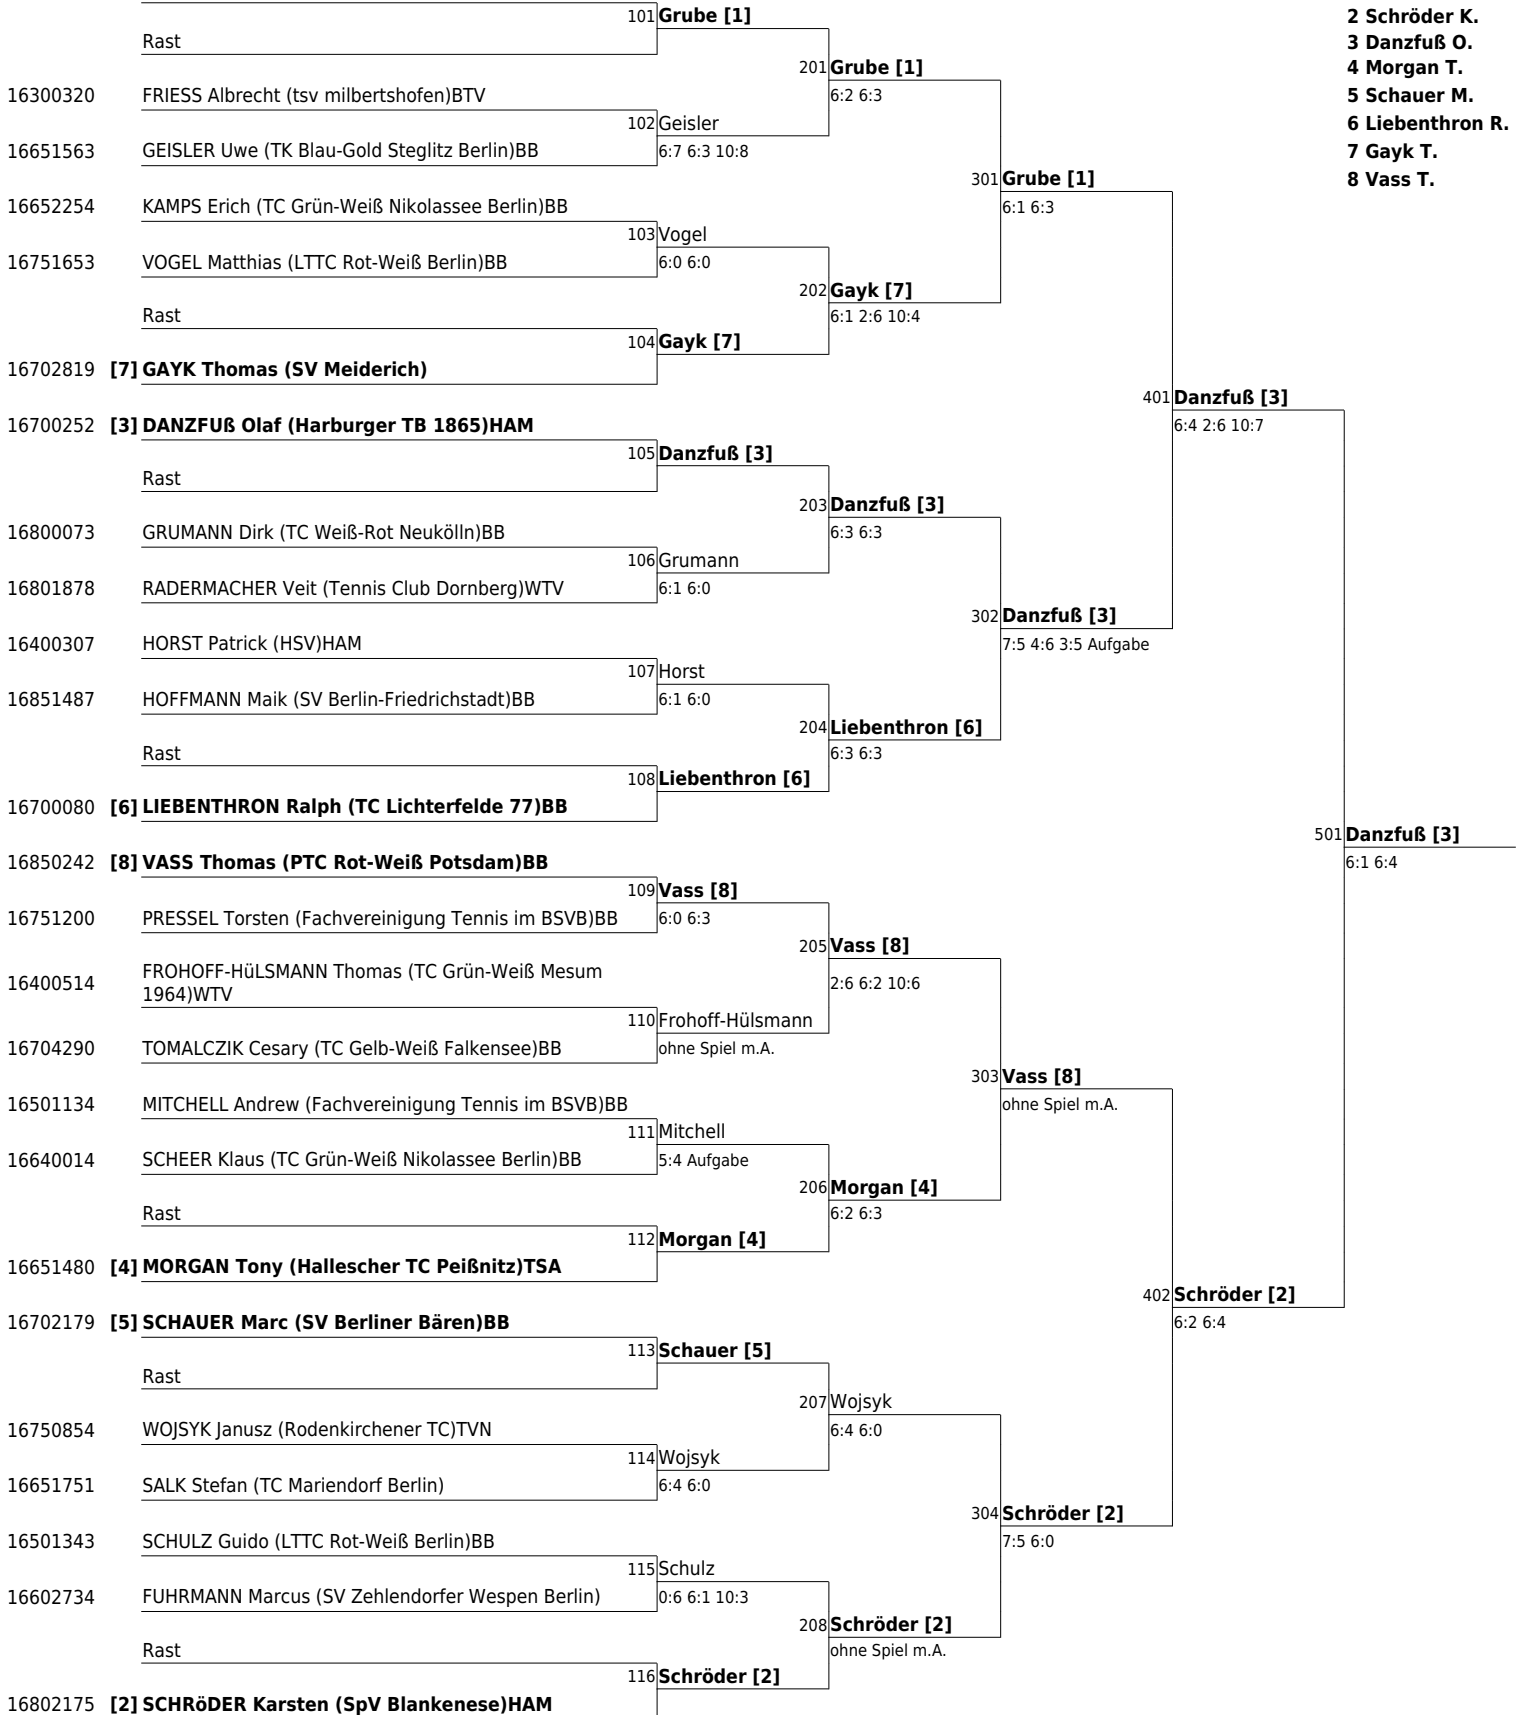 101 Grube [1]
2 Schröder K.
Rast
3 Danzfuß O.
201 Grube [1]
4 Morgan T.
16300320 FRIESS Albrecht (tsv milbertshofen)BTV
6:2 6:3
5 Schauer M.
102 Geisler
6 Liebenthron R.
16651563 GEISLER Uwe (TK Blau-Gold Steglitz Berlin)BB
6:7 6:3 10:8
7 Gayk T.
301 Grube [1]
8 Vass T.
16652254 KAMPS Erich (TC Grün-Weiß Nikolassee Berlin)BB
6:1 6:3
103 Vogel
16751653 VOGEL Matthias (LTTC Rot-Weiß Berlin)BB
6:0 6:0
202 Gayk [7]
Rast
6:1 2:6 10:4
104 Gayk [7]
16702819 [7] GAYK Thomas (SV Meiderich)
401 Danzfuß [3]
16700252 [3] DANZFUß Olaf (Harburger TB 1865)HAM
6:4 2:6 10:7
105 Danzfuß [3]
Rast
203 Danzfuß [3]
16800073 GRUMANN Dirk (TC Weiß-Rot Neukölln)BB
6:3 6:3
106 Grumann
16801878 RADERMACHER Veit (Tennis Club Dornberg)WTV
6:1 6:0
302 Danzfuß [3]
16400307 HORST Patrick (HSV)HAM
7:5 4:6 3:5 Aufgabe
107 Horst
16851487 HOFFMANN Maik (SV Berlin-Friedrichstadt)BB
6:1 6:0
204 Liebenthron [6]
Rast
6:3 6:3
108 Liebenthron [6]
16700080 [6] LIEBENTHRON Ralph (TC Lichterfelde 77)BB
501 Danzfuß [3]
16850242 [8] VASS Thomas (PTC Rot-Weiß Potsdam)BB
6:1 6:4
109 Vass [8]
16751200 PRESSEL Torsten (Fachvereinigung Tennis im BSVB)BB
6:0 6:3
205 Vass [8]
16400514 FROHOFF-HüLSMANN Thomas (TC Grün-Weiß Mesum
1964)WTV
2:6 6:2 10:6
110 Frohoff-Hülsmann
16704290 TOMALCZIK Cesary (TC Gelb-Weiß Falkensee)BB
ohne Spiel m.A.
303 Vass [8]
16501134 MITCHELL Andrew (Fachvereinigung Tennis im BSVB)BB
ohne Spiel m.A.
111 Mitchell
16640014 SCHEER Klaus (TC Grün-Weiß Nikolassee Berlin)BB
5:4 Aufgabe
206 Morgan [4]
Rast
6:2 6:3
112 Morgan [4]
16651480 [4] MORGAN Tony (Hallescher TC Peißnitz)TSA
402 Schröder [2]
16702179 [5] SCHAUER Marc (SV Berliner Bären)BB
6:2 6:4
113 Schauer [5]
Rast
207 Wojsyk
16750854 WOJSYK Janusz (Rodenkirchener TC)TVN
6:4 6:0
114 Wojsyk
16651751 SALK Stefan (TC Mariendorf Berlin)
6:4 6:0
304 Schröder [2]
16501343 SCHULZ Guido (LTTC Rot-Weiß Berlin)BB
7:5 6:0
115 Schulz
16602734 FUHRMANN Marcus (SV Zehlendorfer Wespen Berlin)
0:6 6:1 10:3
208 Schröder [2]
Rast
ohne Spiel m.A.
116 Schröder [2]
16802175 [2] SCHRöDER Karsten (SpV Blankenese)HAM